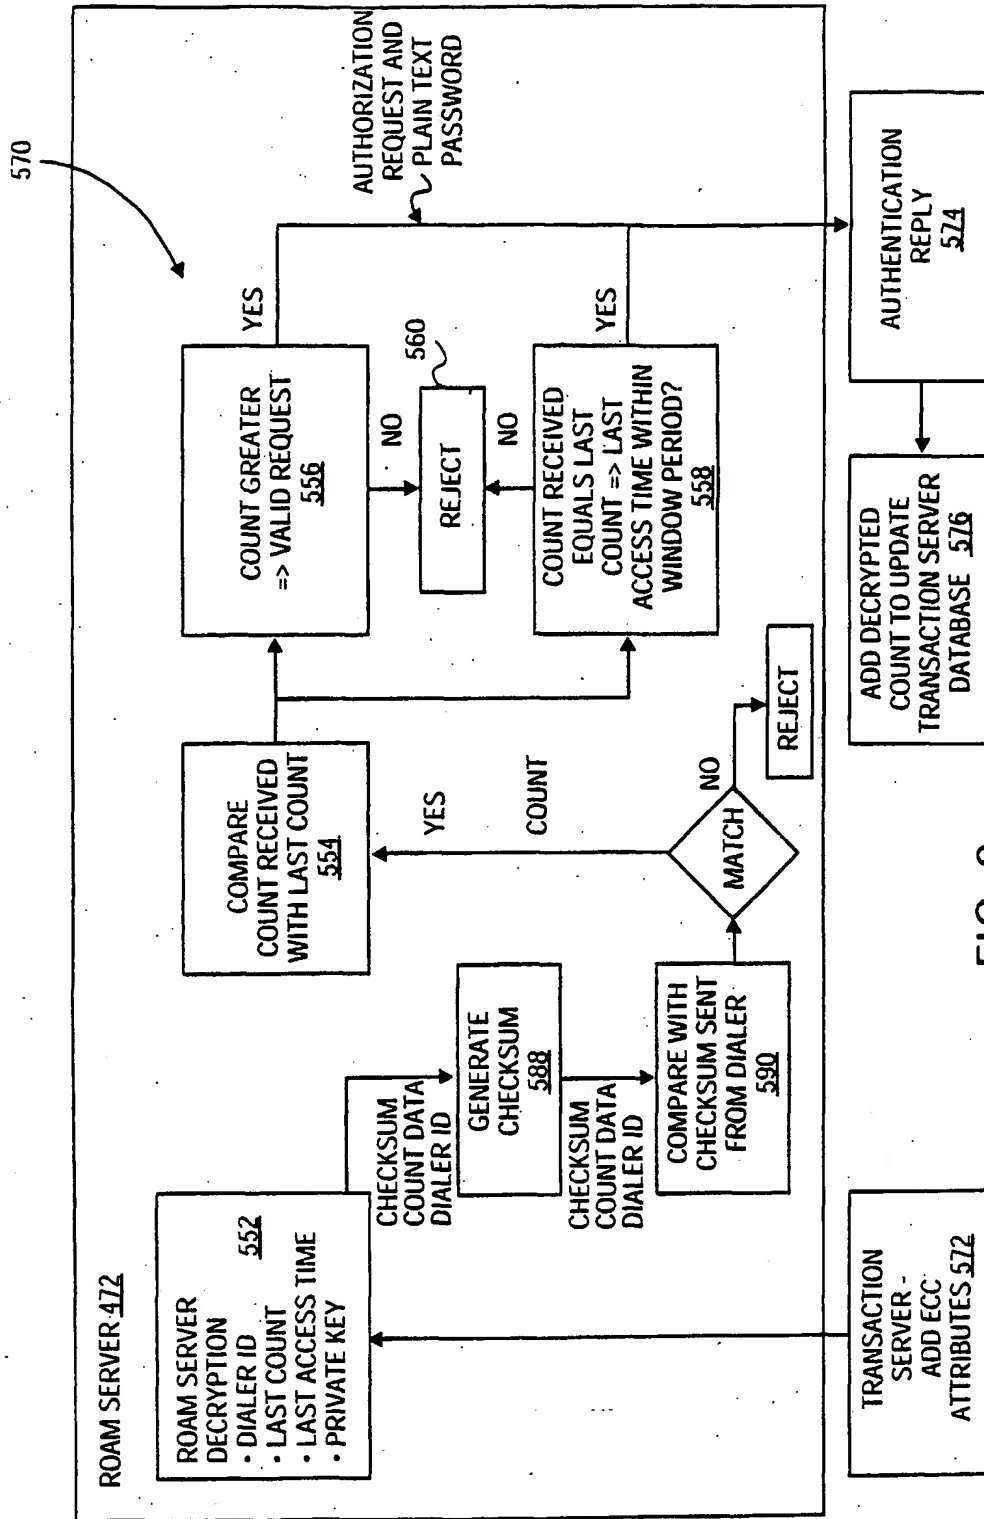 570
ROAM SERVER 472
ROAM SERVER
DECRYPTION 552
· DIALER ID
· LAST COUNT
· LAST ACCESS TIME
· PRIVATE KEY
CHECKSUM
COUNT DATA
DIALER ID
GENERATE
CHECKSUM
588
CHECKSUM
COUNT DATA
DIALER ID
COMPARE WITH
CHECKSUM SENT
FROM DIALER
590
MATCH
NO
REJECT
YES
COUNT
COMPARE
COUNT RECEIVED
WITH LAST COUNT
554
COUNT GREATER
=> VALID REQUEST
556
YES
NO
REJECT
560
NO
COUNT RECEIVED
EQUALS LAST
COUNT => LAST
ACCESS TIME WITHIN
WINDOW PERIOD?
558
YES
AUTHORIZATION
REQUEST AND
PLAIN TEXT
PASSWORD
TRANSACTION
SERVER -
ADD ECC
ATTRIBUTES 572
AUTHENTICATION
REPLY
574
ADD DECRYPTED
COUNT TO UPDATE
TRANSACTION SERVER
DATABASE 576